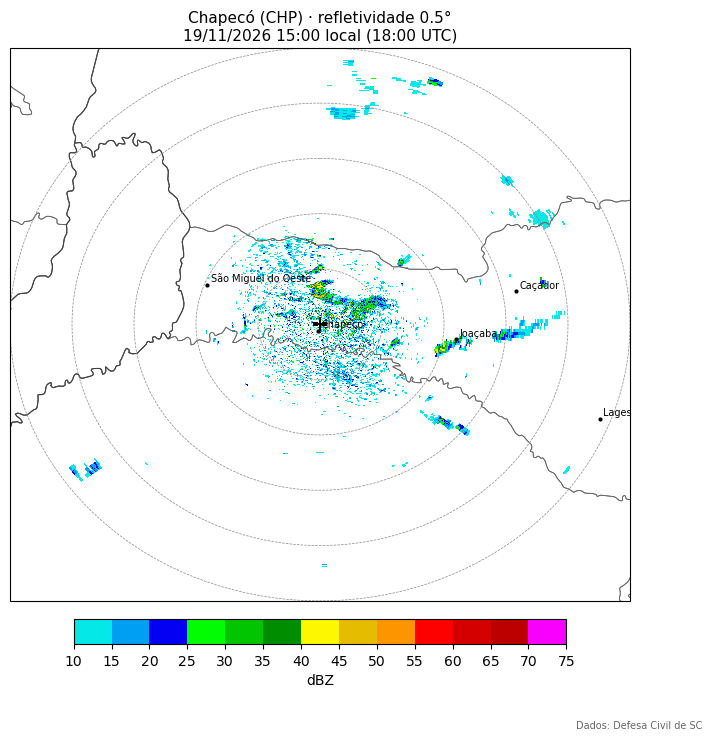 Chapecó (CHP) · refletividade 0.5°
19/11/2026 15:00 local (18:00 UTC)
São Miguel do Oeste
Caçador
Chapecó
Joaçaba
Lages
10 15 20 25 30 35 40 45 50 55 60 65 70 75
dBZ
Dados: Defesa Civil de SC